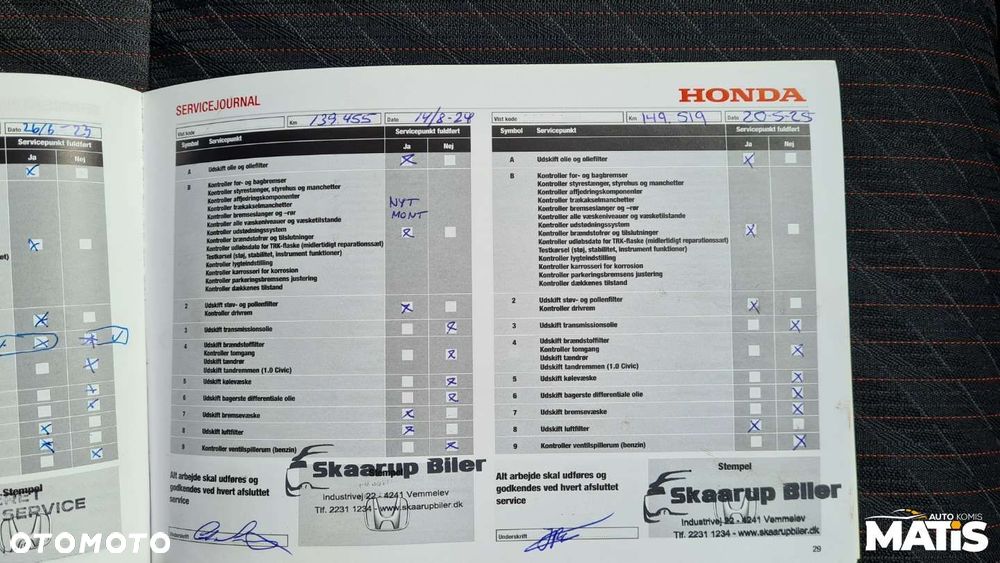 Dato 26/6-23
Servicepunkt fuldført
Ja Nej
Stempel
SERVICE
SERVICEJOURNAL
HONDA
Vist kode Km 139.455 Dato 14/8-24
Symbol Servicepunkt Servicepunkt fuldført
Ja Nej
A Udskift olie og oliefilter
B Kontroller for- og bagbremser
Kontroller styrestænger, styrehus og manchetter
Kontroller affjedringskomponenter
Kontroller trækakselmanchetter
Kontroller bremseslanger og –rør
Kontroller alle væskeniveauer og væsketilstande
Kontroller udstødningssystem
Kontroller brændstofrør og tilslutninger
Kontroller udløbsdato for TRK-flaske (midlertidigt reparationssæt)
Testkørsel (støj, stabilitet, instrument funktioner)
Kontroller lygteindstilling
Kontroller karrosseri for korrosion
Kontroller parkeringsbremsens justering
Kontroller dækkenes tilstand
NYT
MONT
2 Udskift støv- og pollenfilter
Kontroller drivrem
3 Udskift transmissionsolie
4 Udskift brændstoffilter
Kontroller tomgang
Udskift tændrør
Udskift tandremmen (1.0 Civic)
5 Udskift kølevæske
6 Udskift bagerste differentiale olie
7 Udskift bremsevæske
8 Udskift luftfilter
9 Kontroller ventilspillerum (benzin)
Alt arbejde skal udføres og
godkendes ved hvert afsluttet
service
Stempel
Skaarup Biler
Industrivej 22 - 4241 Vemmelev
Tlf. 2231 1234 - www.skaarupbiler.dk
Vist kode Km 149.519 Dato 20-5-25
Symbol Servicepunkt Servicepunkt fuldført
Ja Nej
A Udskift olie og oliefilter
B Kontroller for- og bagbremser
Kontroller styrestænger, styrehus og manchetter
Kontroller affjedringskomponenter
Kontroller trækakselmanchetter
Kontroller bremseslanger og –rør
Kontroller alle væskeniveauer og væsketilstande
Kontroller udstødningssystem
Kontroller brændstofrør og tilslutninger
Kontroller udløbsdato for TRK-flaske (midlertidigt reparationssæt)
Testkørsel (støj, stabilitet, instrument funktioner)
Kontroller lygteindstilling
Kontroller karrosseri for korrosion
Kontroller parkeringsbremsens justering
Kontroller dækkenes tilstand
2 Udskift støv- og pollenfilter
Kontroller drivrem
3 Udskift transmissionsolie
4 Udskift brændstoffilter
Kontroller tomgang
Udskift tændrør
Udskift tandremmen (1.0 Civic)
5 Udskift kølevæske
6 Udskift bagerste differentiale olie
7 Udskift bremsevæske
8 Udskift luftfilter
9 Kontroller ventilspillerum (benzin)
Alt arbejde skal udføres og
godkendes ved hvert afsluttet
service
Stempel
Skaarup Biler
Industrivej 22 - 4241 Vemmelev
Tlf. 2231 1234 - www.skaarupbiler.dk
Underskrift
29
OTOMOTO
AUTO KOMIS
MATIS